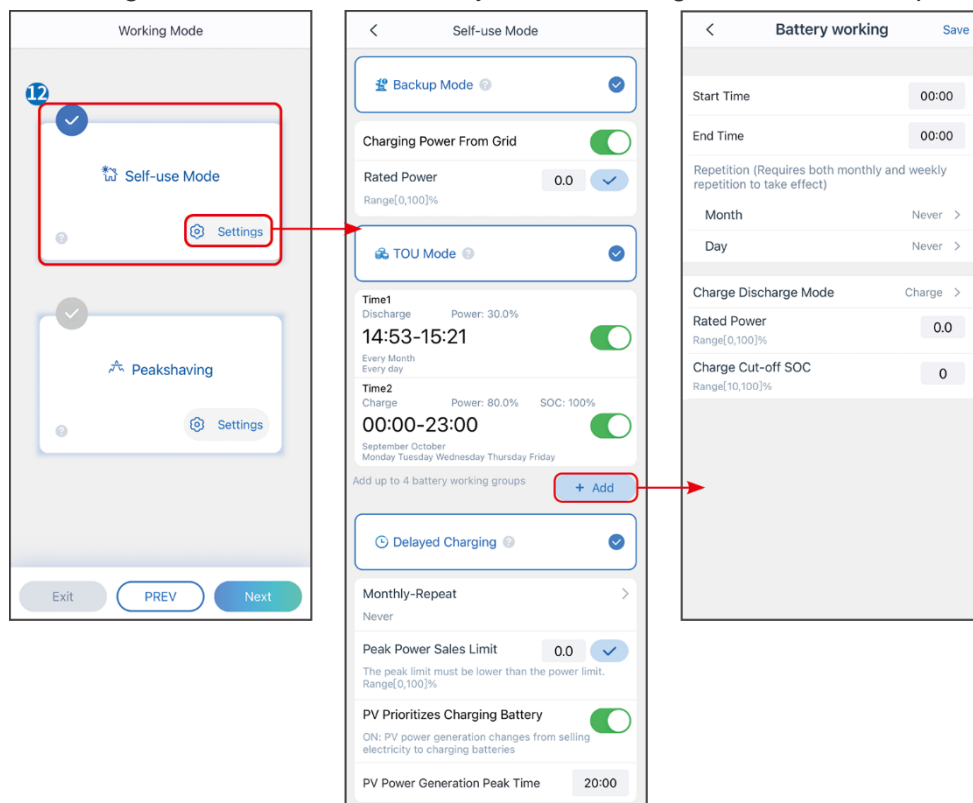 Working Mode
12
Self-use Mode
Settings
Peakshaving
Settings
Exit
PREV
Next
Self-use Mode
Backup Mode
Charging Power From Grid
Rated Power
0.0
Range[0,100]%
TOU Mode
Time1
Discharge Power: 30.0%
14:53-15:21
Every Month
Every day
Time2
Charge Power: 80.0% SOC: 100%
00:00-23:00
September October
Monday Tuesday Wednesday Thursday Friday
Add up to 4 battery working groups
+ Add
Delayed Charging
Monthly-Repeat
Never
Peak Power Sales Limit
0.0
The peak limit must be lower than the power limit.
Range[0,100]%
PV Prioritizes Charging Battery
ON: PV power generation changes from selling
electricity to charging batteries
PV Power Generation Peak Time 20:00
Battery working
Save
Start Time 00:00
End Time 00:00
Repetition (Requires both monthly and weekly
repetition to take effect)
Month Never
Day Never
Charge Discharge Mode Charge
Rated Power
0.0
Range[0,100]%
Charge Cut-off SOC
0
Range[10,100]%